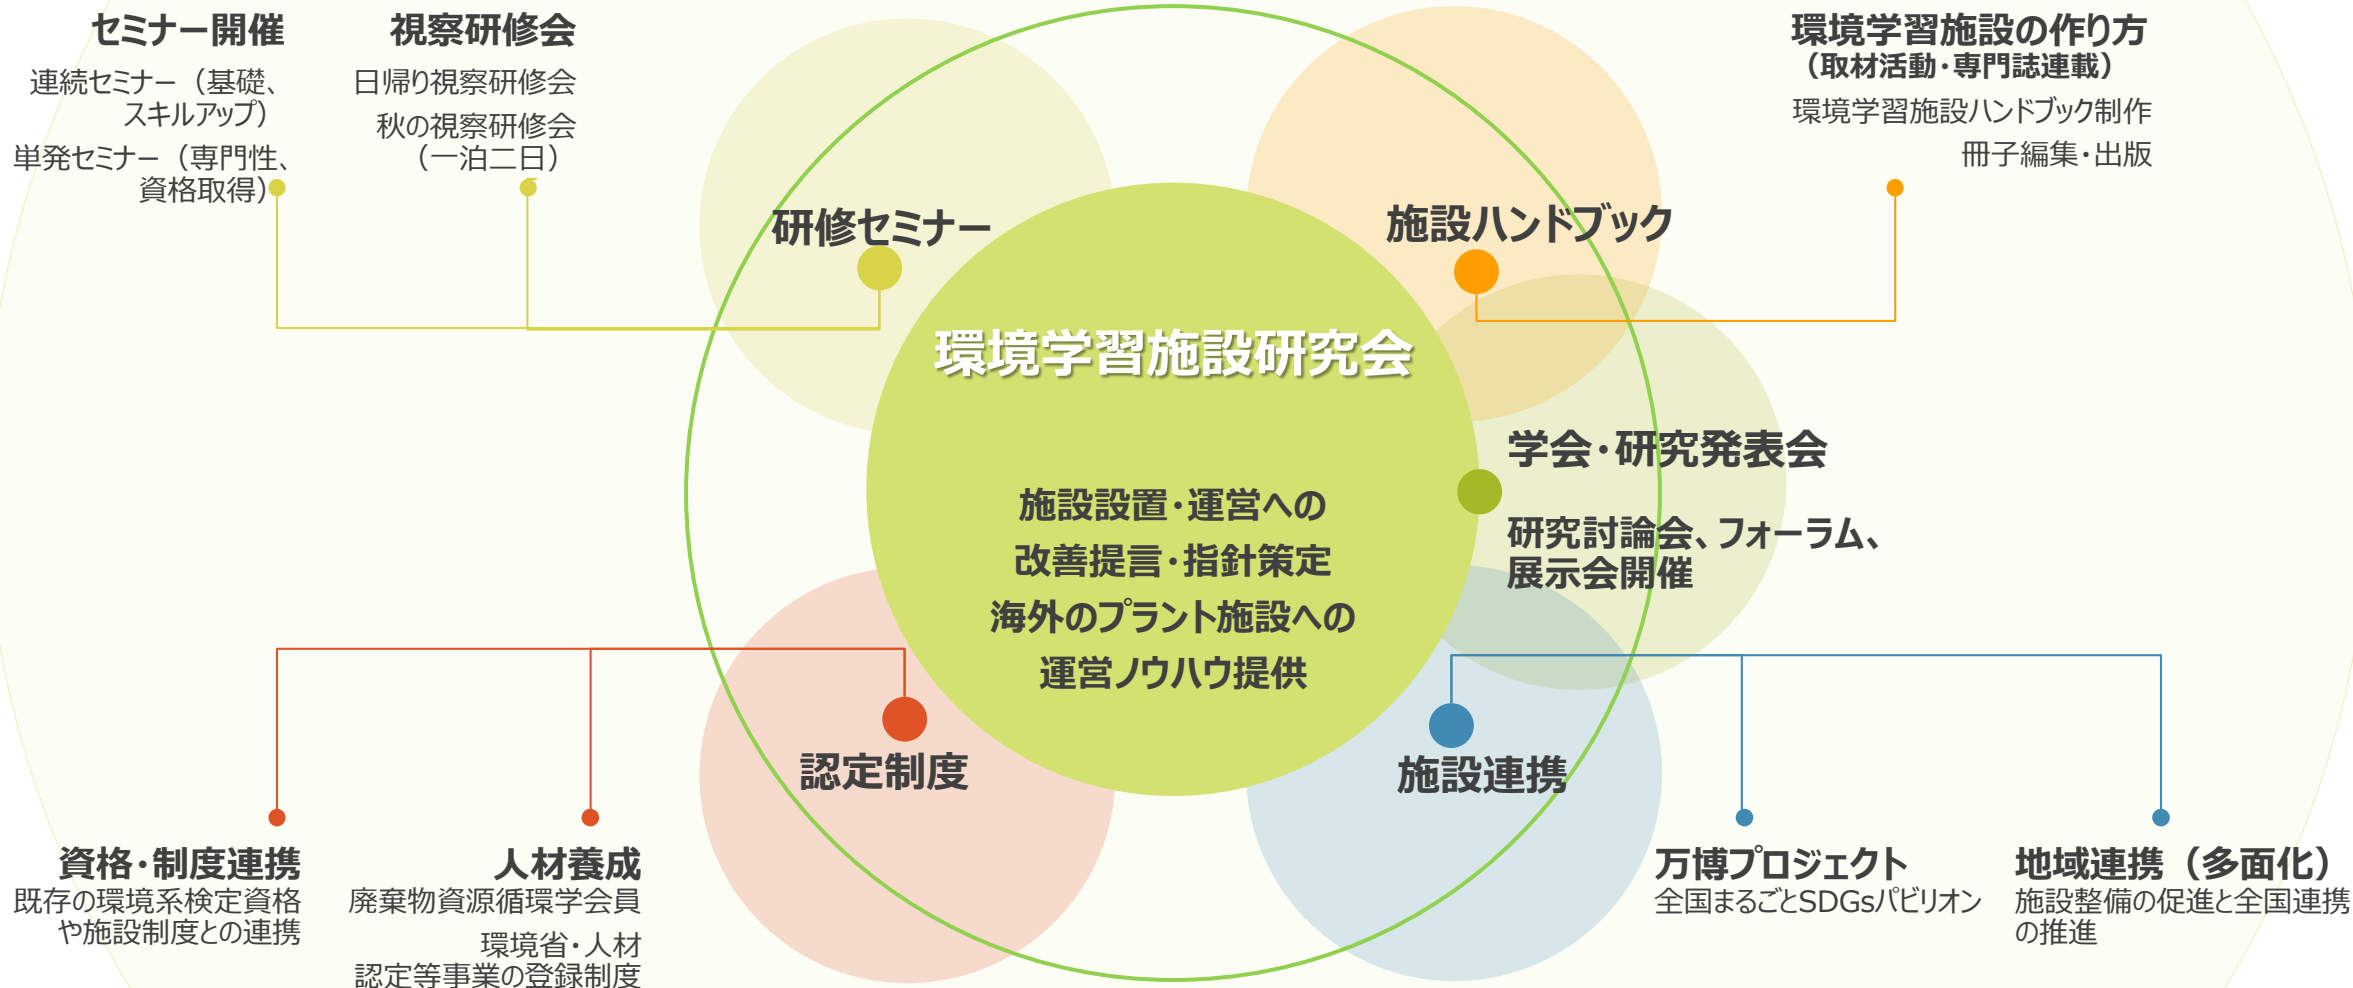 セミナー開催
連続セミナー（基礎、
スキルアップ）
単発セミナー（専門性、
資格取得）
視察研修会
日帰り視察研修会
秋の視察研修会
（一泊二日）
研修セミナー
施設ハンドブック
環境学習施設の作り方
（取材活動・専門誌連載）
環境学習施設ハンドブック制作
冊子編集・出版
環境学習施設研究会
施設設置・運営への
改善提言・指針策定
海外のプラント施設への
運営ノウハウ提供
学会・研究発表会
研究討論会、フォーラム、
展示会開催
認定制度
施設連携
資格・制度連携
既存の環境系検定資格
や施設制度との連携
人材養成
廃棄物資源循環学会員
環境省・人材
認定等事業の登録制度
万博プロジェクト
全国まるごとSDGsパビリオン
地域連携（多面化）
施設整備の促進と全国連携
の推進